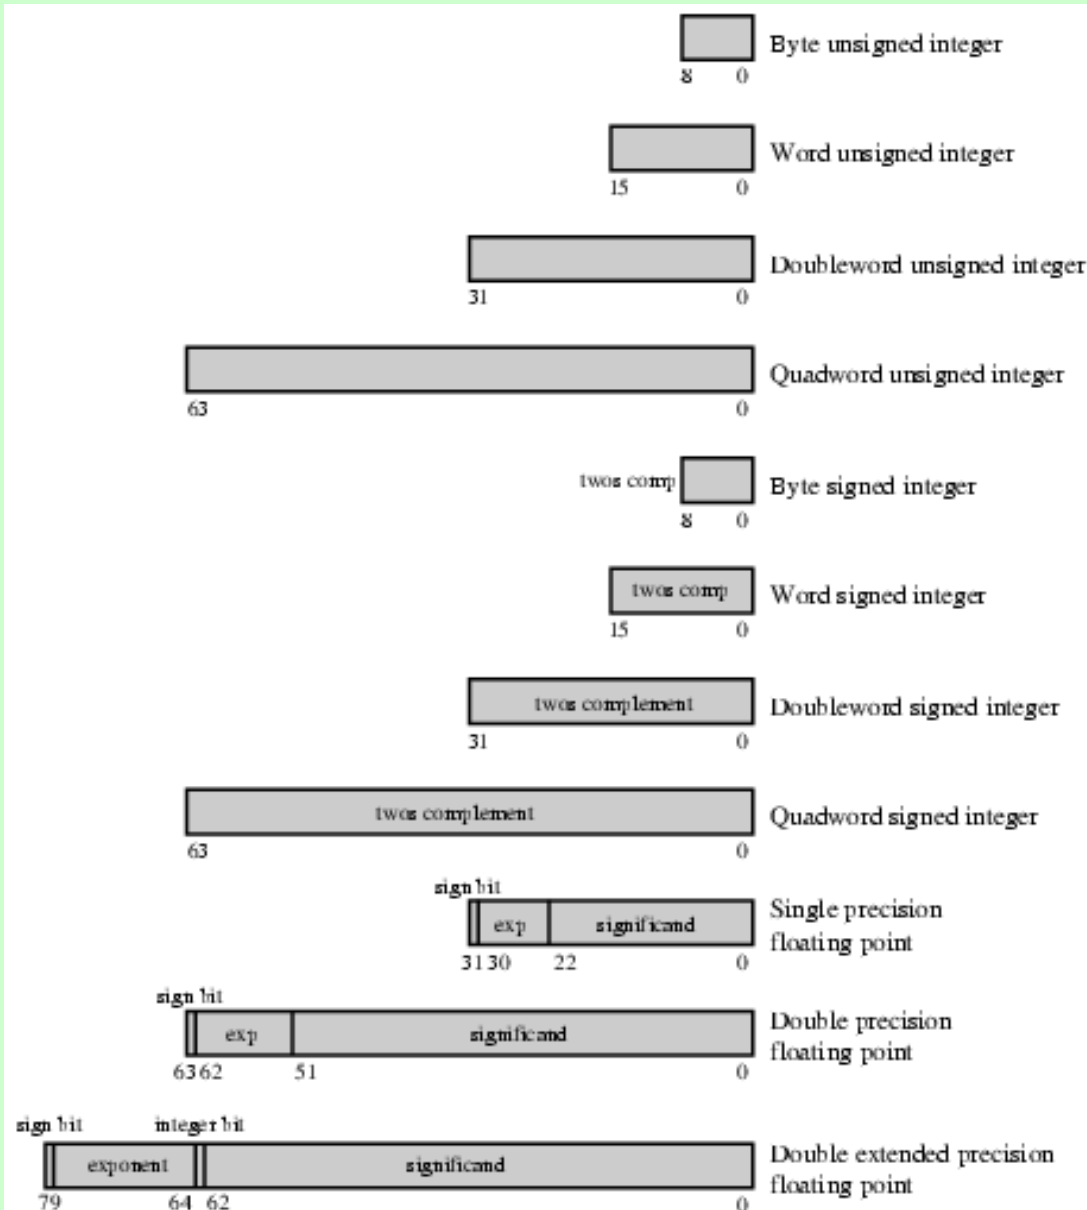 Byte unsigned integer
8 0
Word unsigned integer
15 0
Doubleword unsigned integer
31 0
Quadword unsigned integer
63 0
twos comp Byte signed integer
8 0
twos comp Word signed integer
15 0
twos complement Doubleword signed integer
31 0
twos complement Quadword signed integer
63 0
sign bit
exp significand Single precision
floating point
31 30 22 0
sign bit
exp significand Double precision
floating point
63 62 51 0
sign bit integer bit
exponent significand Double extended precision
floating point
79 64 62 0